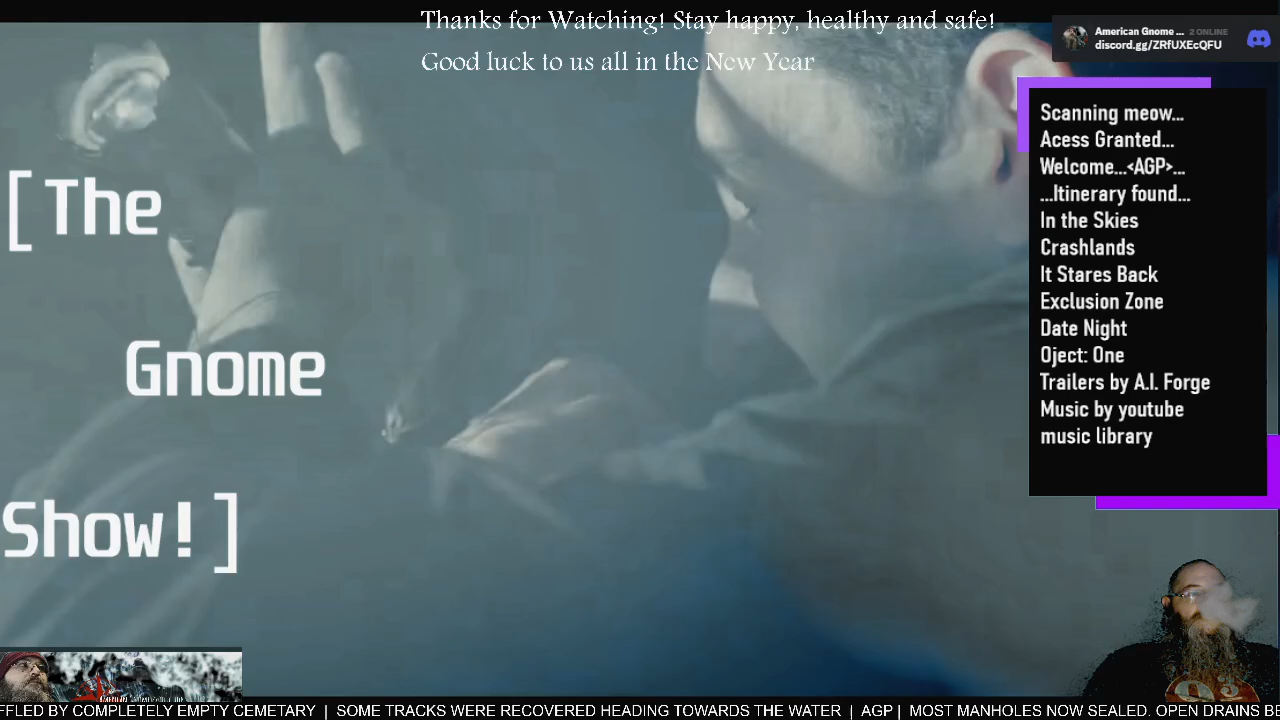 Thanks for Watching! Stay happy, healthy and safe!
Good luck to us all in the New Year
American Gnome ... 2 ONLINE
discord.gg/ZRfUXEcQFU
[The
Gnome
Show!]
Scanning meow...
Acess Granted...
Welcome...<AGP>...
...Itinerary found...
In the Skies
Crashlands
It Stares Back
Exclusion Zone
Date Night
Oject: One
Trailers by A.I. Forge
Music by youtube
music library
FFLED BY COMPLETELY EMPTY CEMETARY | SOME TRACKS WERE RECOVERED HEADING TOWARDS THE WATER | AGP | MOST MANHOLES NOW SEALED. OPEN DRAINS BE